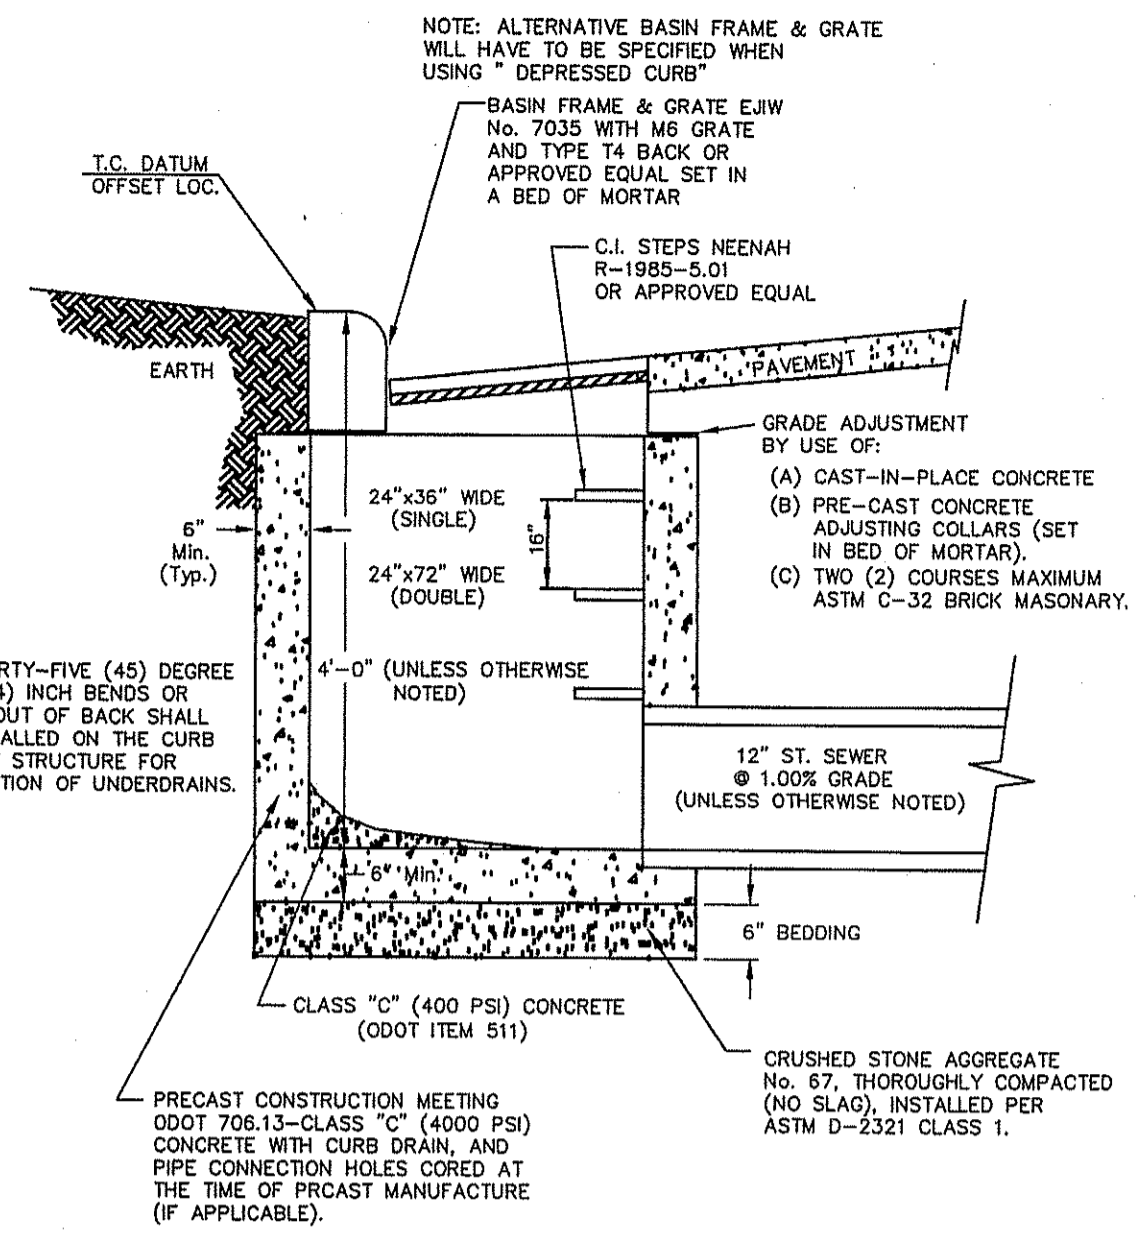 NOTE: ALTERNATIVE BASIN FRAME & GRATE
WILL HAVE TO BE SPECIFIED WHEN
USING " DEPRESSED CURB"
BASIN FRAME & GRATE EJIW
No. 7035 WITH M6 GRATE
AND TYPE T4 BACK OR
APPROVED EQUAL SET IN
A BED OF MORTAR
T.C. DATUM
OFFSET LOC.
C.I. STEPS NEENAH
R-1985-5.01
OR APPROVED EQUAL
EARTH
PAVEMENT
GRADE ADJUSTMENT
BY USE OF:
(A) CAST-IN-PLACE CONCRETE
(B) PRE-CAST CONCRETE
ADJUSTING COLLARS (SET
IN BED OF MORTAR).
(C) TWO (2) COURSES MAXIMUM
ASTM C-32 BRICK MASONARY.
6"
Min.
(Typ.)
24"x36" WIDE
(SINGLE)
16"
24"x72" WIDE
(DOUBLE)
4'-0" (UNLESS OTHERWISE
NOTED)
RTY-FIVE (45) DEGREE
4) INCH BENDS OR
OUT OF BACK SHALL
ALLED ON THE CURB
STRUCTURE FOR
TION OF UNDERDRAINS.
12" ST. SEWER
@ 1.00% GRADE
(UNLESS OTHERWISE NOTED)
6" Min.
6" BEDDING
CLASS "C" (400 PSI) CONCRETE
(ODOT ITEM 511)
CRUSHED STONE AGGREGATE
No. 67, THOROUGHLY COMPACTED
(NO SLAG), INSTALLED PER
ASTM D-2321 CLASS 1.
PRECAST CONSTRUCTION MEETING
ODOT 706.13-CLASS "C" (4000 PSI)
CONCRETE WITH CURB DRAIN, AND
PIPE CONNECTION HOLES CORED AT
THE TIME OF PRCAST MANUFACTURE
(IF APPLICABLE).